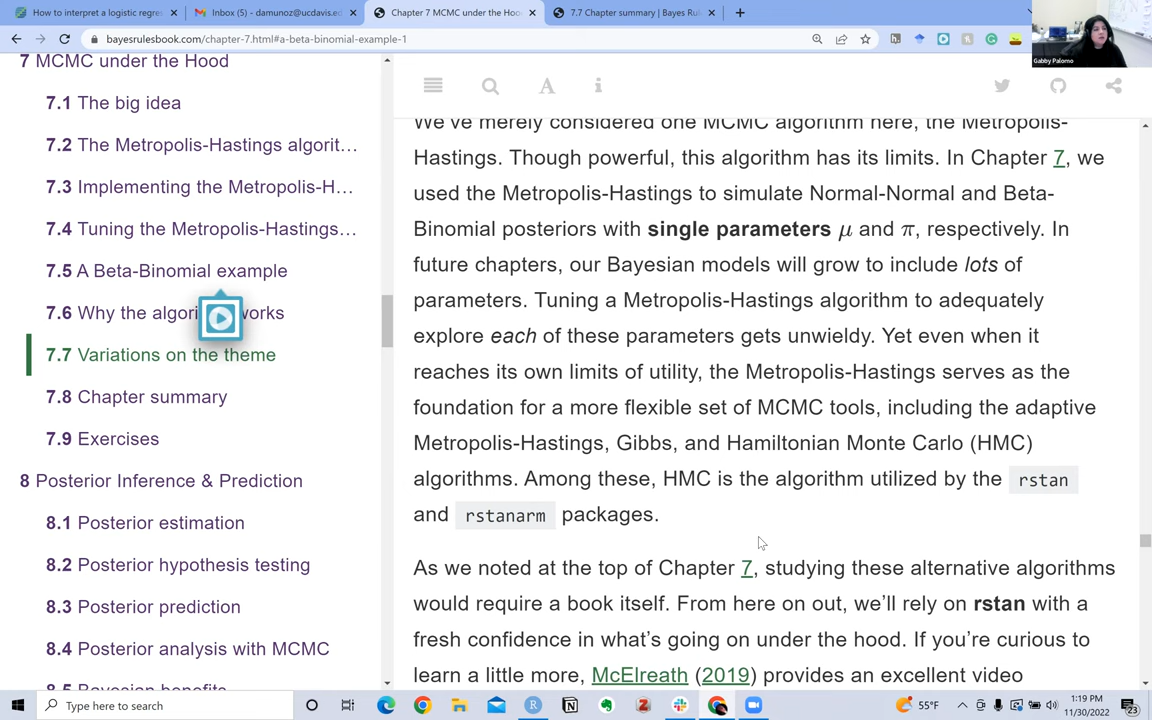 How to interpret a logistic regres
Inbox (5) - damunoz@ucdavis.ed
Chapter 7 MCMC under the Hoo
7.7 Chapter summary | Bayes Rules
bayesrulesbook.com/chapter-7.html#a-beta-binomial-example-1
Gabby Palomo
7 MCMC under the Hood
7.1 The big idea
7.2 The Metropolis-Hastings algorit...
7.3 Implementing the Metropolis-H...
7.4 Tuning the Metropolis-Hastings...
7.5 A Beta-Binomial example
7.6 Why the algori works
7.7 Variations on the theme
7.8 Chapter summary
7.9 Exercises
8 Posterior Inference & Prediction
8.1 Posterior estimation
8.2 Posterior hypothesis testing
8.3 Posterior prediction
8.4 Posterior analysis with MCMC
8.5 Bayesian benefits
We've merely considered one MCMC algorithm here, the Metropolis-
Hastings. Though powerful, this algorithm has its limits. In Chapter 7, we
used the Metropolis-Hastings to simulate Normal-Normal and Beta-
Binomial posteriors with single parameters μ and π, respectively. In
future chapters, our Bayesian models will grow to include lots of
parameters. Tuning a Metropolis-Hastings algorithm to adequately
explore each of these parameters gets unwieldy. Yet even when it
reaches its own limits of utility, the Metropolis-Hastings serves as the
foundation for a more flexible set of MCMC tools, including the adaptive
Metropolis-Hastings, Gibbs, and Hamiltonian Monte Carlo (HMC)
algorithms. Among these, HMC is the algorithm utilized by the rstan
and rstanarm packages.
As we noted at the top of Chapter 7, studying these alternative algorithms
would require a book itself. From here on out, we'll rely on rstan with a
fresh confidence in what's going on under the hood. If you're curious to
learn a little more, McElreath (2019) provides an excellent video
Type here to search
55°F
1:19 PM
11/30/2022
23